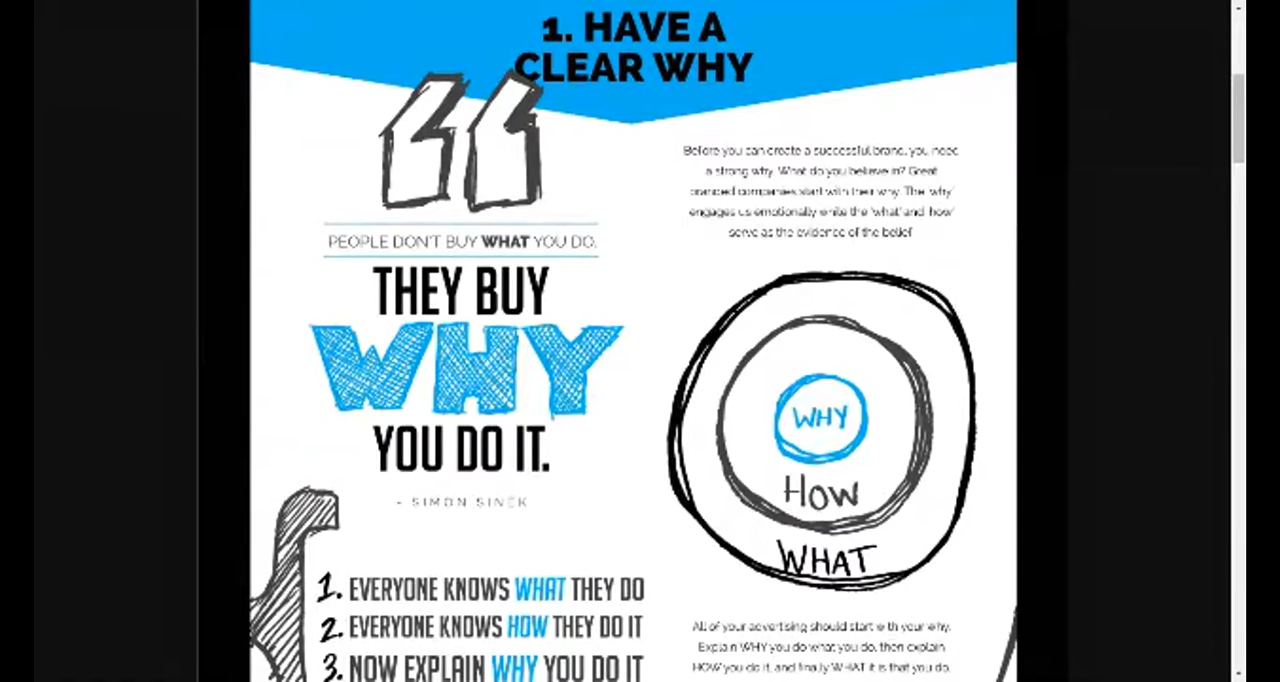 1. HAVE A
CLEAR WHY
PEOPLE DON'T BUY WHAT YOU DO.
THEY BUY
WHY
YOU DO IT.
- SIMON SINEK
1. EVERYONE KNOWS WHAT THEY DO
2. EVERYONE KNOWS HOW THEY DO IT
3. NOW EXPLAIN WHY YOU DO IT
Before you can create a successful brand, you need
a strong why. What do you believe in? Great
branded companies start with their why. The 'why'
engages us emotionally while the 'what' and 'how'
serve as the evidence of the belief
WHY
HOW
WHAT
All of your advertising should start with your why.
Explain WHY you do what you do, then explain
HOW you do it, and finally WHAT it is that you do.